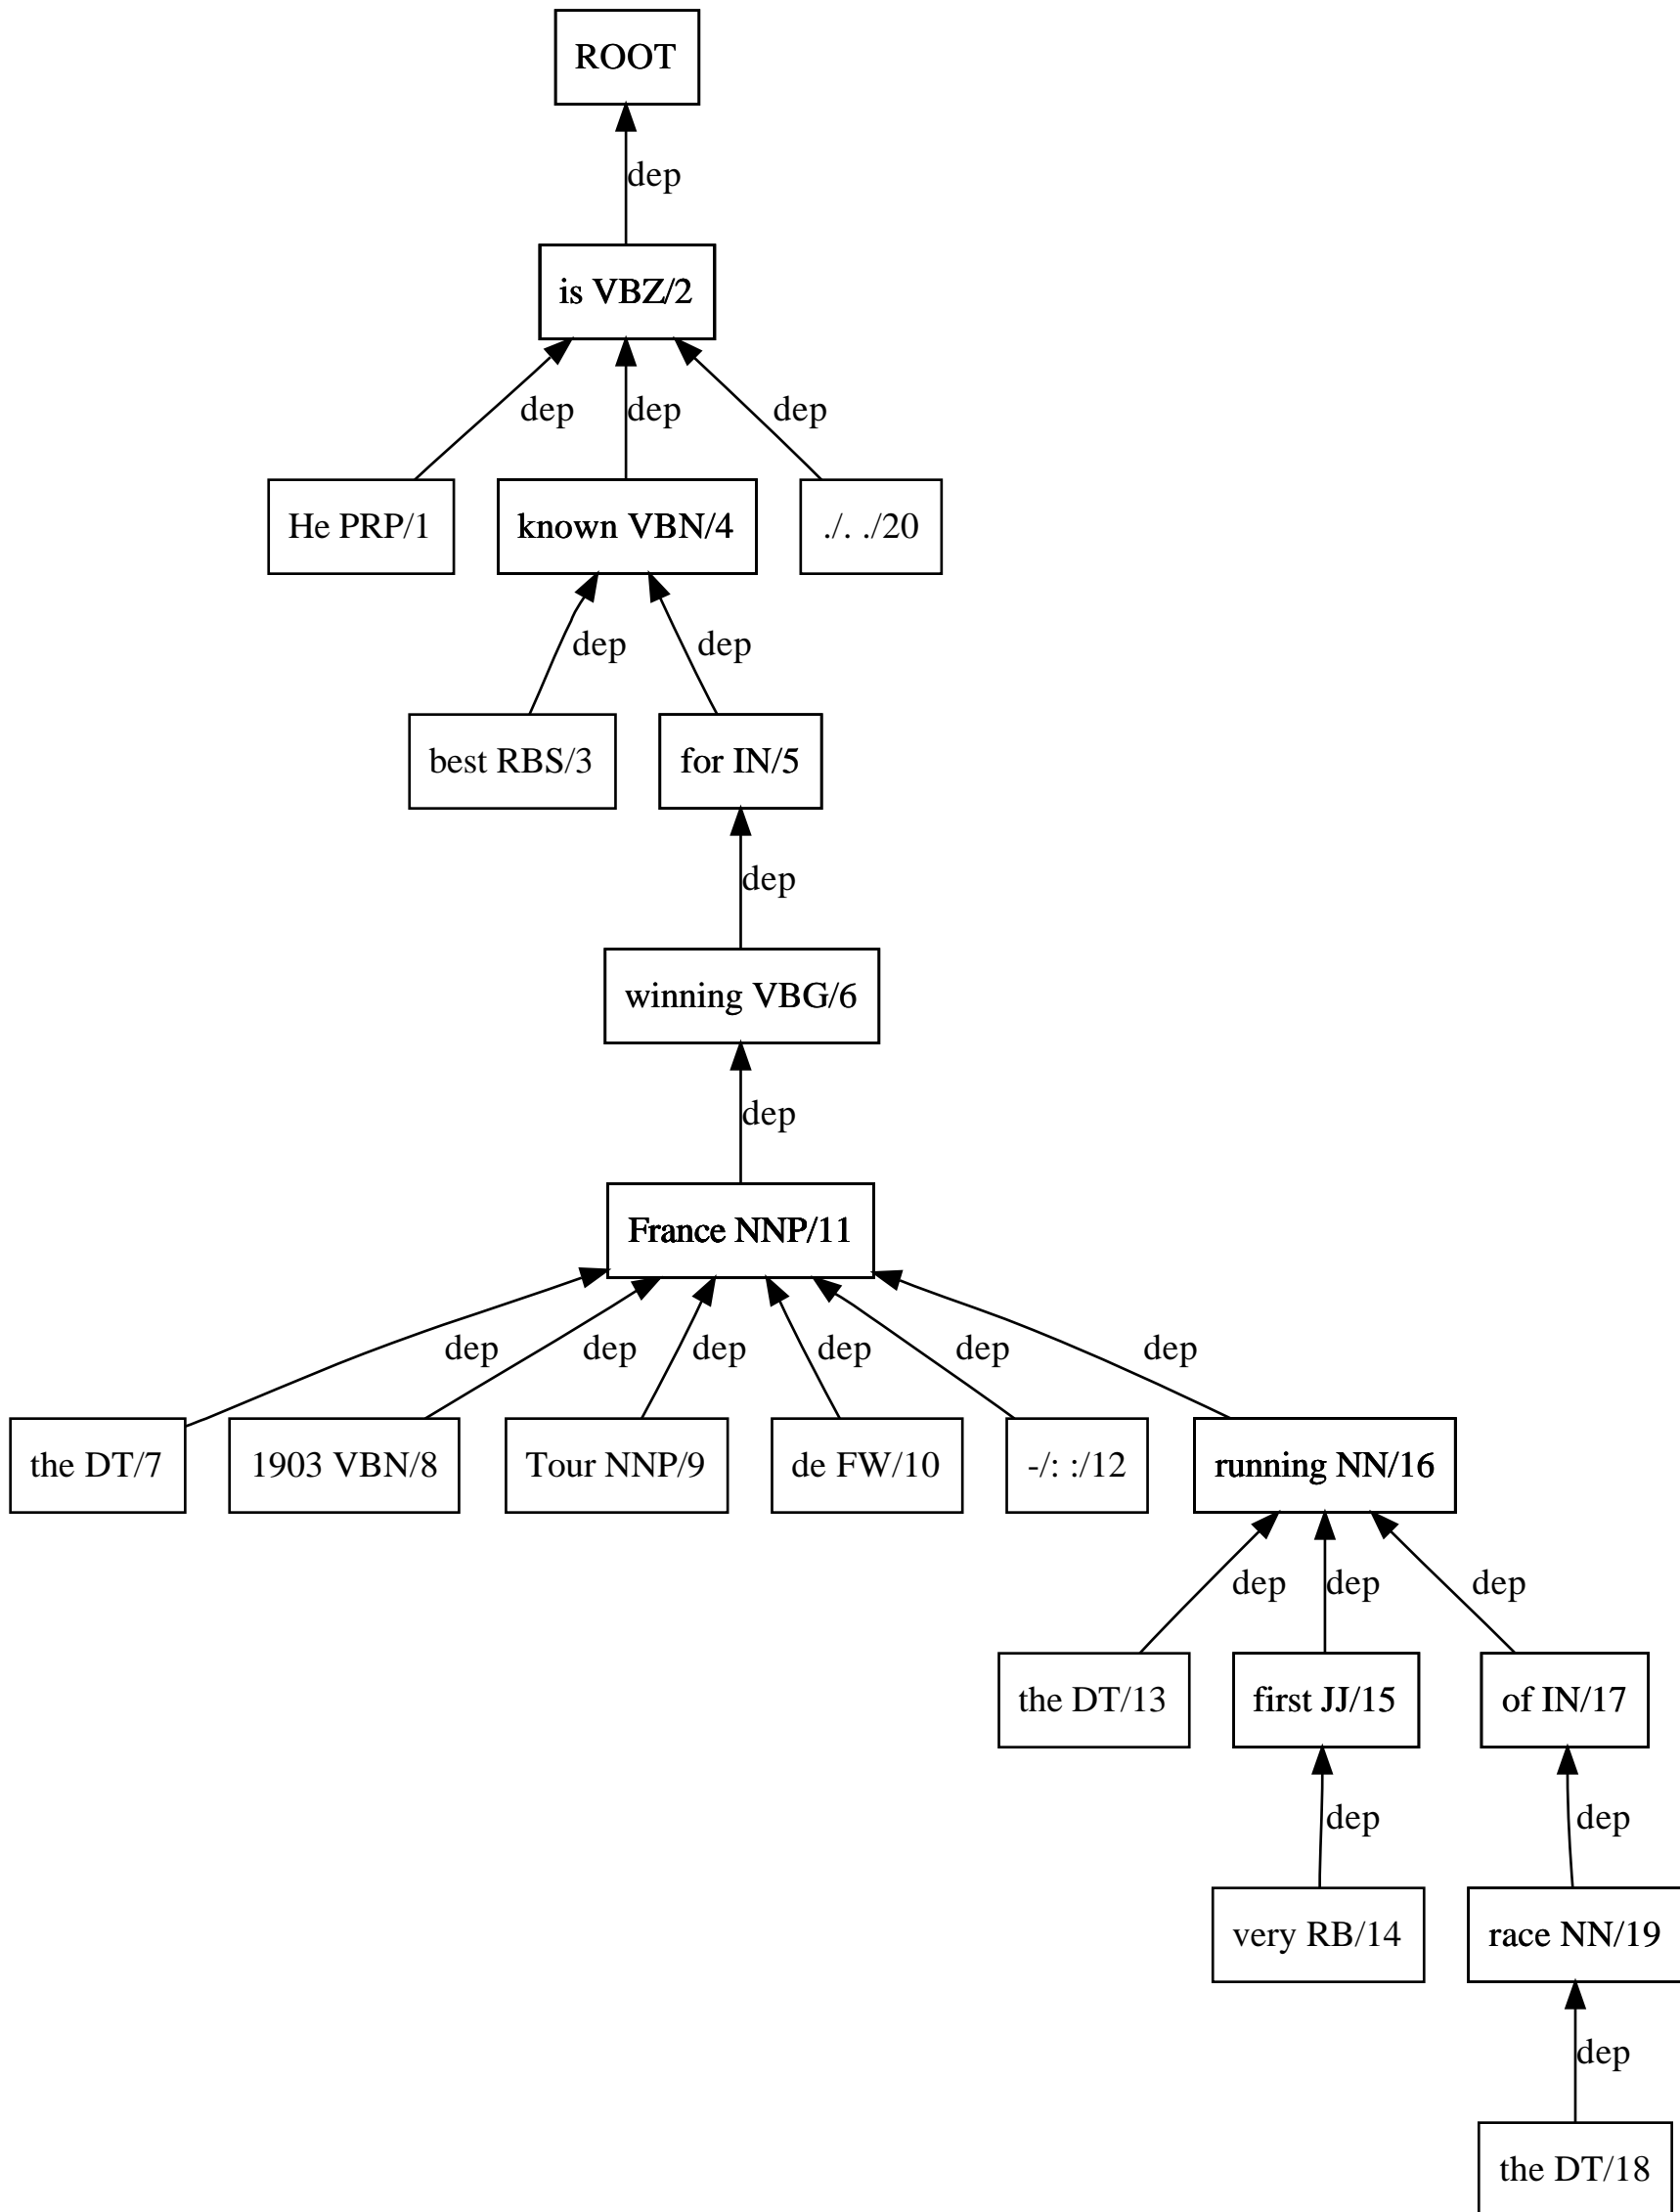 ROOT
dep
is VBZ/2
dep dep dep
He PRP/1 known VBN/4 ./. ./20
dep dep
best RBS/3 for IN/5
dep
winning VBG/6
dep
France NNP/11
dep dep dep dep dep dep
the DT/7 1903 VBN/8 Tour NNP/9 de FW/10 -/: :/12 running NN/16
dep dep dep
the DT/13 first JJ/15 of IN/17
dep dep
very RB/14 race NN/19
dep
the DT/18